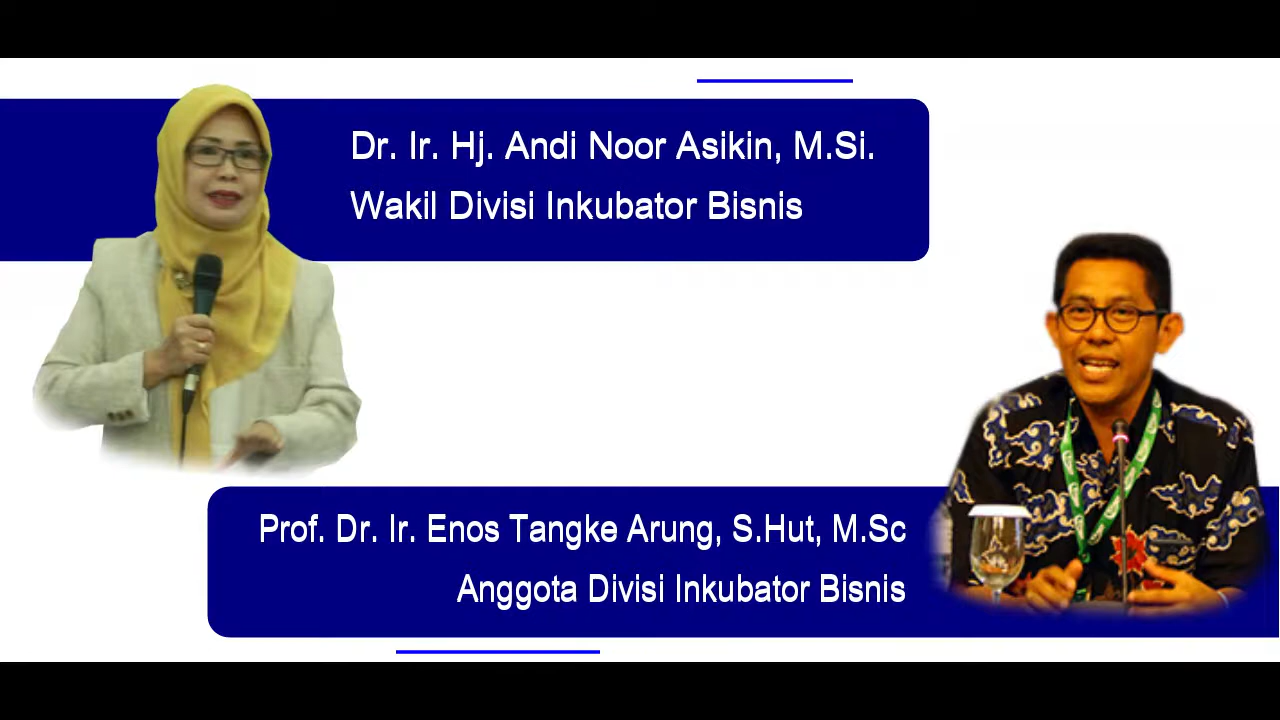 Dr. Ir. Hj. Andi Noor Asikin, M.Si.
Wakil Divisi Inkubator Bisnis
Prof. Dr. Ir. Enos Tangke Arung, S.Hut, M.Sc
Anggota Divisi Inkubator Bisnis